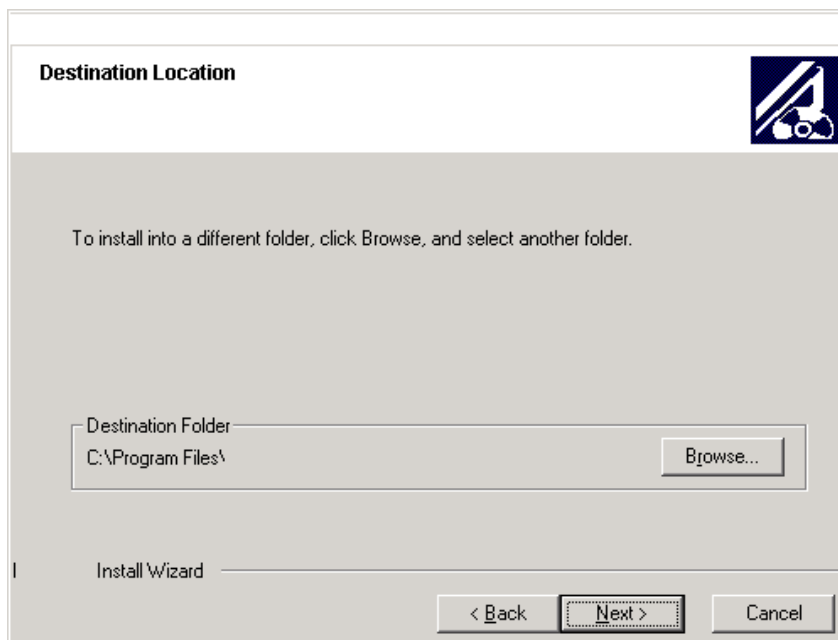 Destination Location
To install into a different folder, click Browse, and select another folder.
Destination Folder
C:\Program Files\
Browse...
Install Wizard
< Back
Next >
Cancel